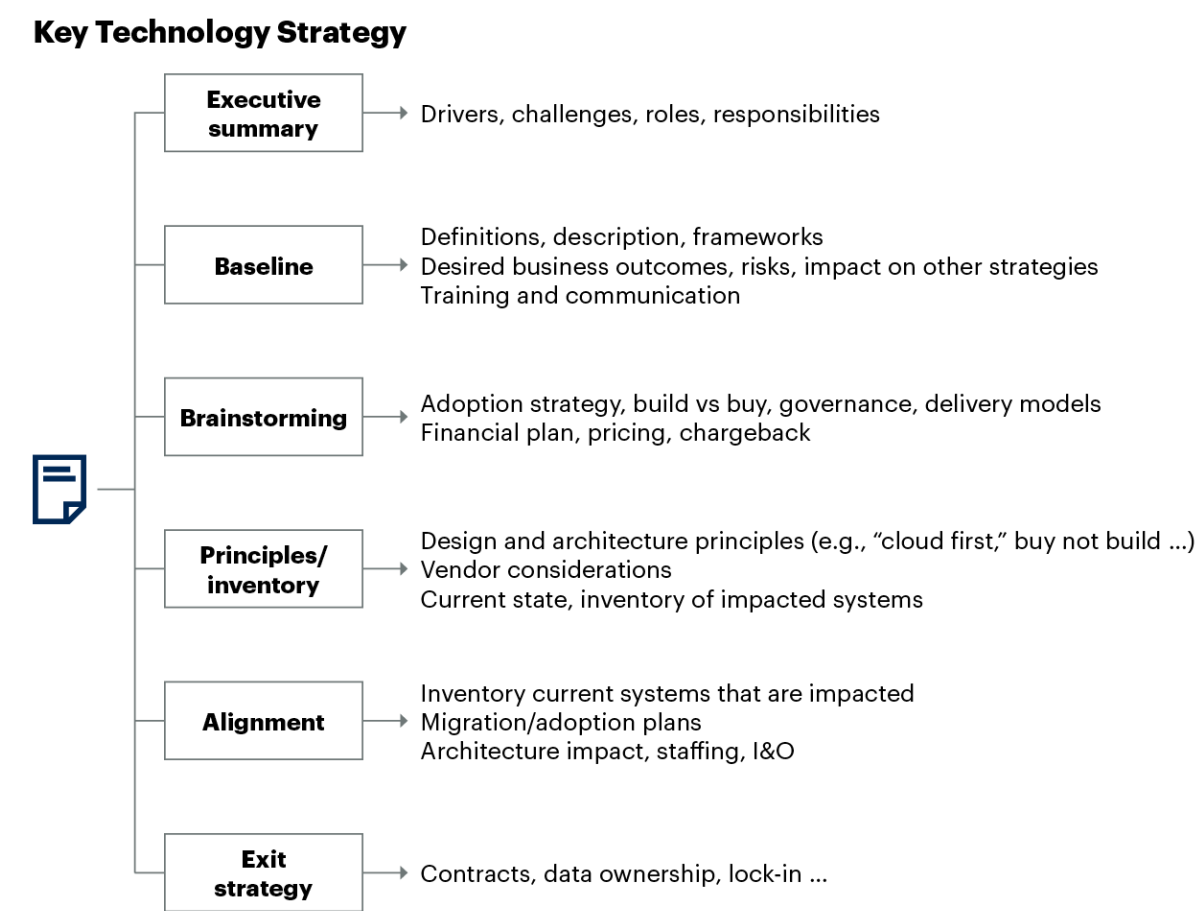 Key Technology Strategy
Executive
summary
Drivers, challenges, roles, responsibilities
Baseline
Definitions, description, frameworks
Desired business outcomes, risks, impact on other strategies
Training and communication
Brainstorming
Adoption strategy, build vs buy, governance, delivery models
Financial plan, pricing, chargeback
Principles/
inventory
Design and architecture principles (e.g., “cloud first,” buy not build ...)
Vendor considerations
Current state, inventory of impacted systems
Alignment
Inventory current systems that are impacted
Migration/adoption plans
Architecture impact, staffing, I&O
Exit
strategy
Contracts, data ownership, lock-in ...